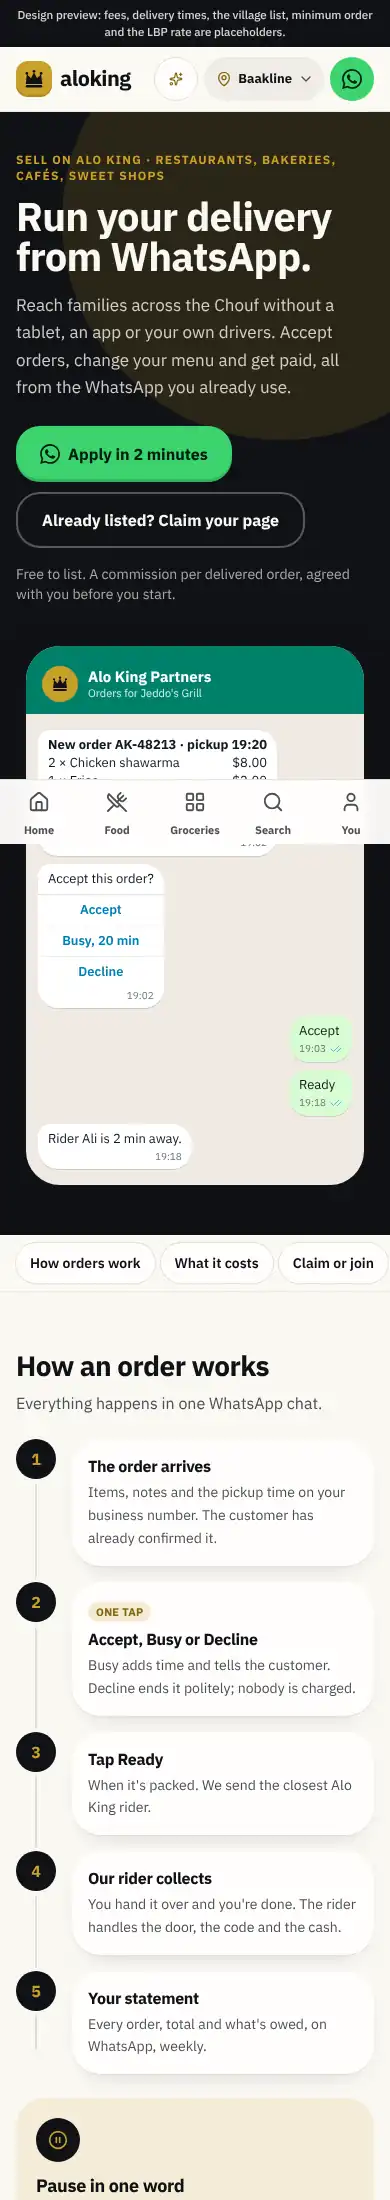 Design preview: fees, delivery times, the village list, minimum order
and the LBP rate are placeholders.
aloking
Baakline
SELL ON ALO KING · RESTAURANTS, BAKERIES,
CAFÉS, SWEET SHOPS
Run your delivery
from WhatsApp.
Reach families across the Chouf without a
tablet, an app or your own drivers. Accept
orders, change your menu and get paid, all
from the WhatsApp you already use.
Apply in 2 minutes
Already listed? Claim your page
Free to list. A commission per delivered order, agreed
with you before you start.
Alo King Partners
Orders for Jeddo's Grill
New order AK-48213 · pickup 19:20
2 × Chicken shawarma $8.00
Home Food Groceries Search You
Accept this order?
Accept
Busy, 20 min
Decline
19:02
Accept
19:03
Ready
19:18
Rider Ali is 2 min away.
19:18
How orders work What it costs Claim or join
How an order works
Everything happens in one WhatsApp chat.
1
The order arrives
Items, notes and the pickup time on your
business number. The customer has
already confirmed it.
2
ONE TAP
Accept, Busy or Decline
Busy adds time and tells the customer.
Decline ends it politely; nobody is charged.
3
Tap Ready
When it's packed. We send the closest Alo
King rider.
4
Our rider collects
You hand it over and you're done. The rider
handles the door, the code and the cash.
5
Your statement
Every order, total and what's owed, on
WhatsApp, weekly.
Pause in one word